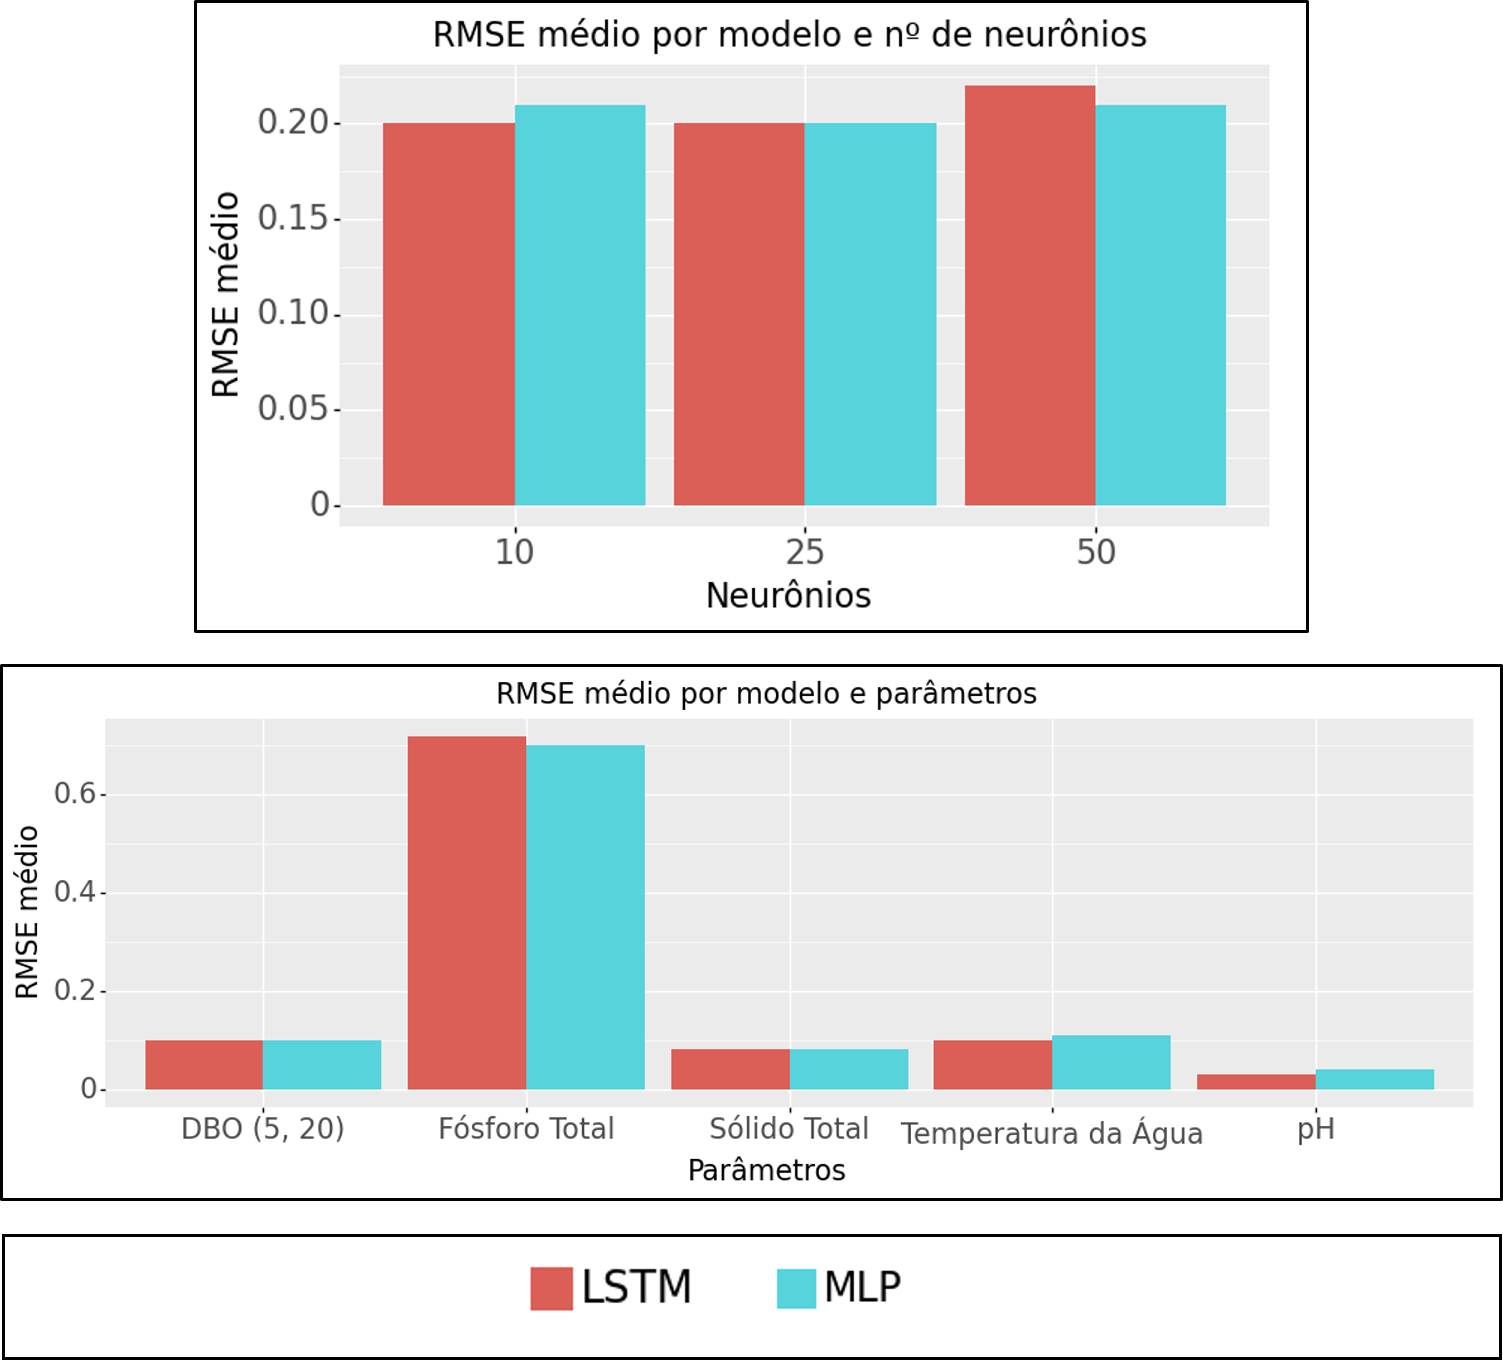 RMSE médio por modelo e nº de neurônios
RMSE médio
0.20
0.15
0.10
0.05
0
10 25 50
Neurônios
RMSE médio por modelo e parâmetros
RMSE médio
0.6
0.4
0.2
0
DBO (5, 20) Fósforo Total Sólido Total Temperatura da Água pH
Parâmetros
LSTM MLP